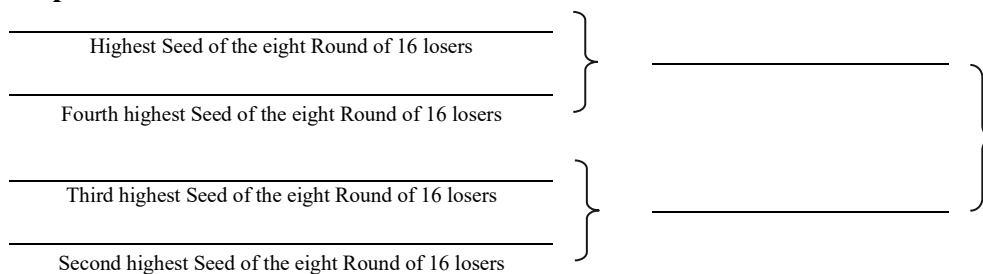 Highest Seed of the eight Round of 16 losers
Fourth highest Seed of the eight Round of 16 losers
Third highest Seed of the eight Round of 16 losers
Second highest Seed of the eight Round of 16 losers